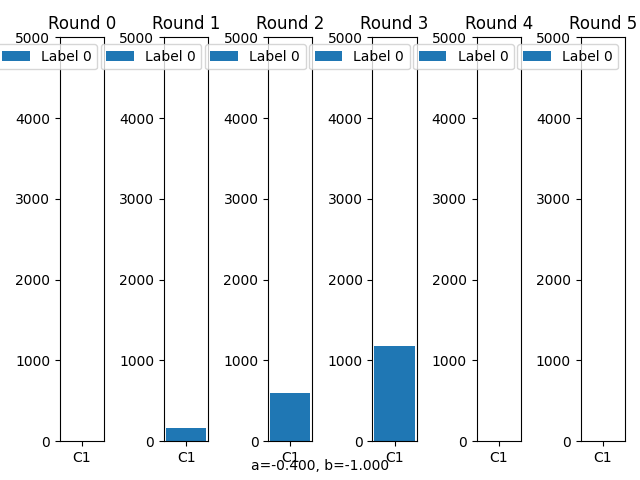 Round 0 Round 1 Round 2 Round 3 Round 4 Round 5
5000 5000 5000 5000 5000 5000
Label 0 Label 0 Label 0 Label 0 Label 0 Label 0
4000 4000 4000 4000 4000 4000
3000 3000 3000 3000 3000 3000
2000 2000 2000 2000 2000 2000
1000 1000 1000 1000 1000 1000
0 0 0 0 0 0
C1 C1 C1 C1 C1 C1
a=-0.400, b=-1.000